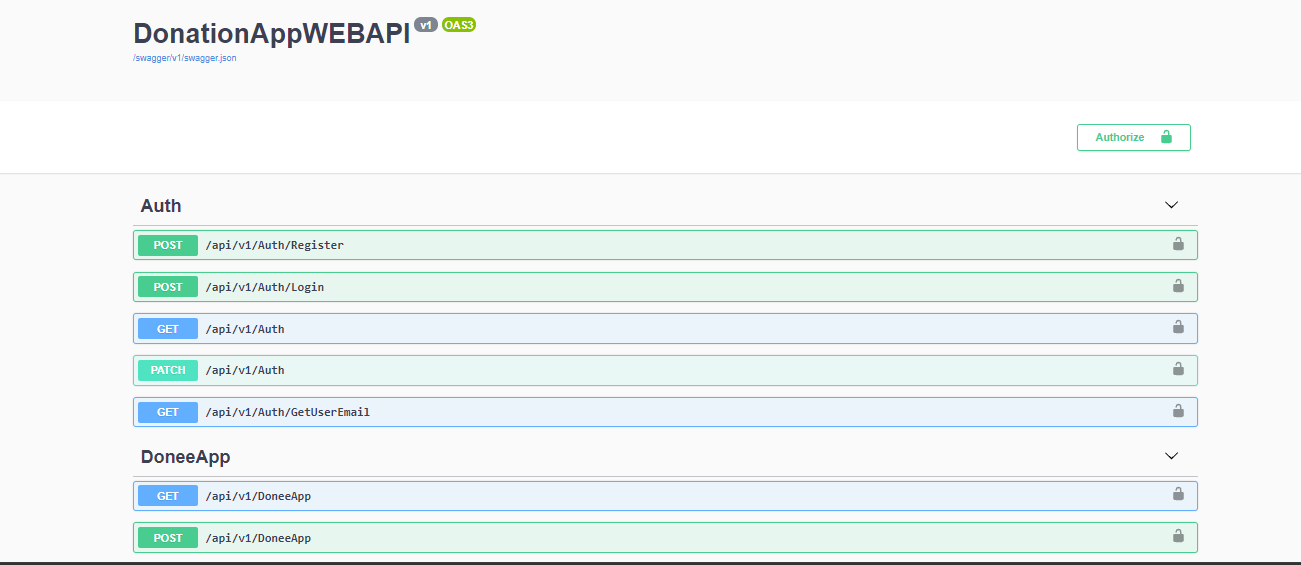 DonationAppWEBAPI v1 OAS3
/swagger/v1/swagger.json
Authorize
Auth
POST /api/v1/Auth/Register
POST /api/v1/Auth/Login
GET /api/v1/Auth
PATCH /api/v1/Auth
GET /api/v1/Auth/GetUserEmail
DoneeApp
GET /api/v1/DoneeApp
POST /api/v1/DoneeApp